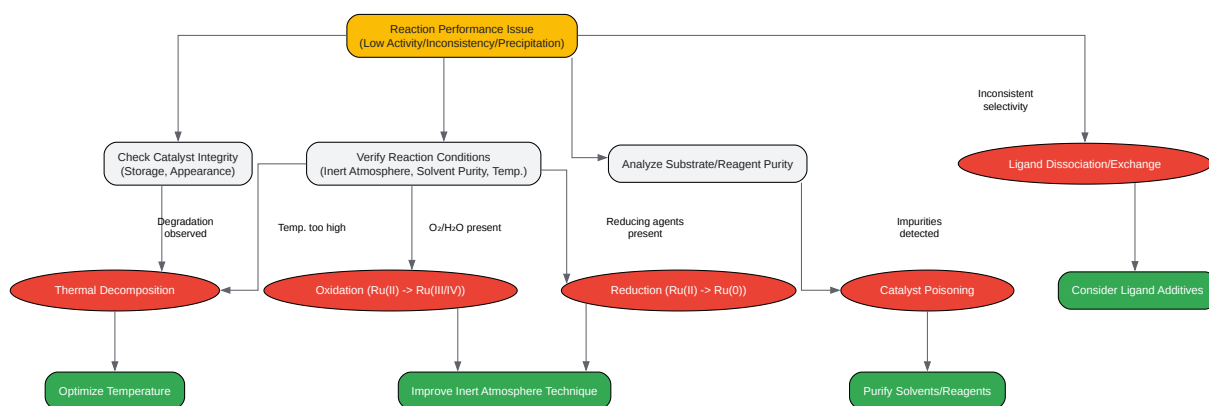 Reaction Performance Issue
(Low Activity/Inconsistency/Precipitation)
Inconsistent
selectivity
Check Catalyst Integrity
(Storage, Appearance)
Verify Reaction Conditions
(Inert Atmosphere, Solvent Purity, Temp.)
Analyze Substrate/Reagent Purity
Ligand Dissociation/Exchange
Degradation
observed
Temp. too high
O₂/H₂O present
Reducing agents
present
Impurities
detected
Thermal Decomposition
Oxidation (Ru(II) -> Ru(III/IV))
Reduction (Ru(II) -> Ru(0))
Catalyst Poisoning
Consider Ligand Additives
Optimize Temperature
Improve Inert Atmosphere Technique
Purify Solvents/Reagents